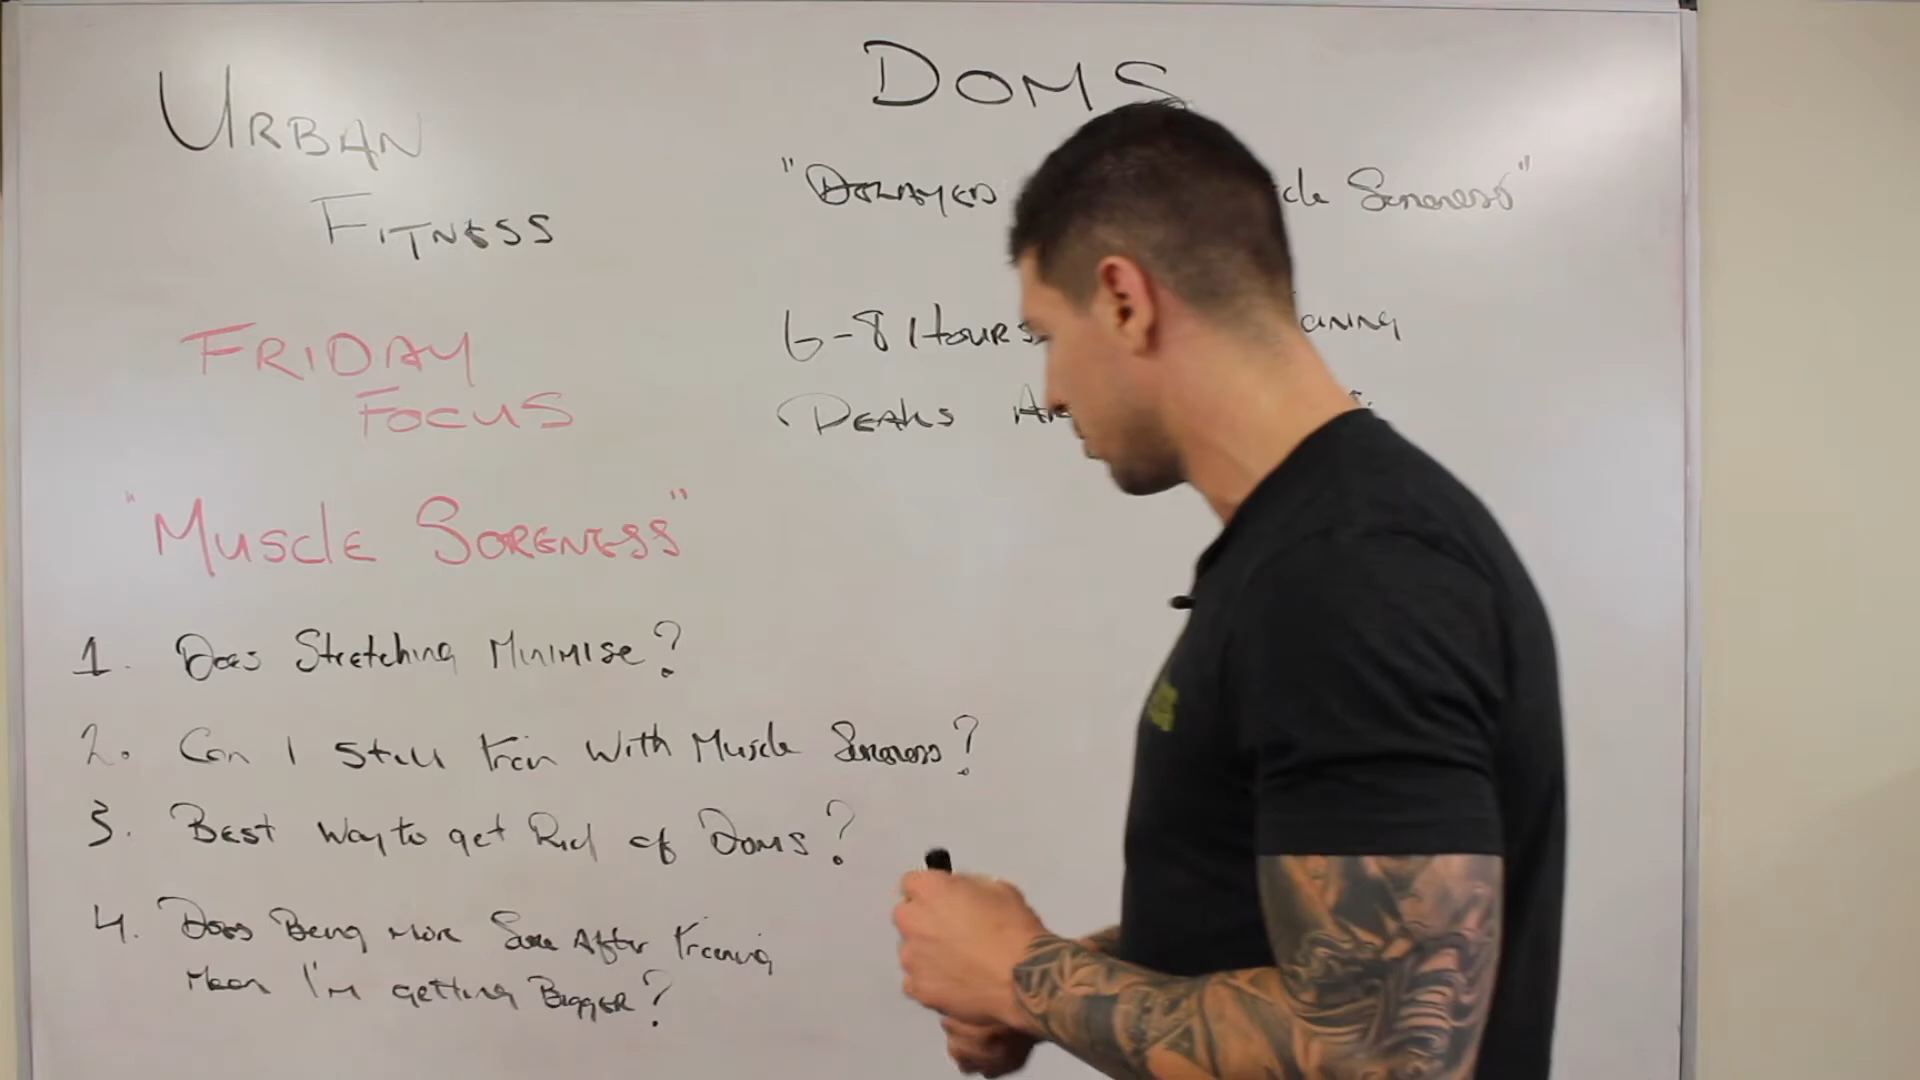 URBAN
FITNESS
FRIDAY
FOCUS
"MUSCLE SORENESS"
1. Does Stretching Minimise?
2. Can I Still train With Muscle Soreness?
3. BEST Way to get Rid of Doms?
4. Does Being More Sore After training
Mean I'm getting BIGGER?
DOMS
"DELAYED cle Soreness"
6-8 HOURS aining
PEAKS